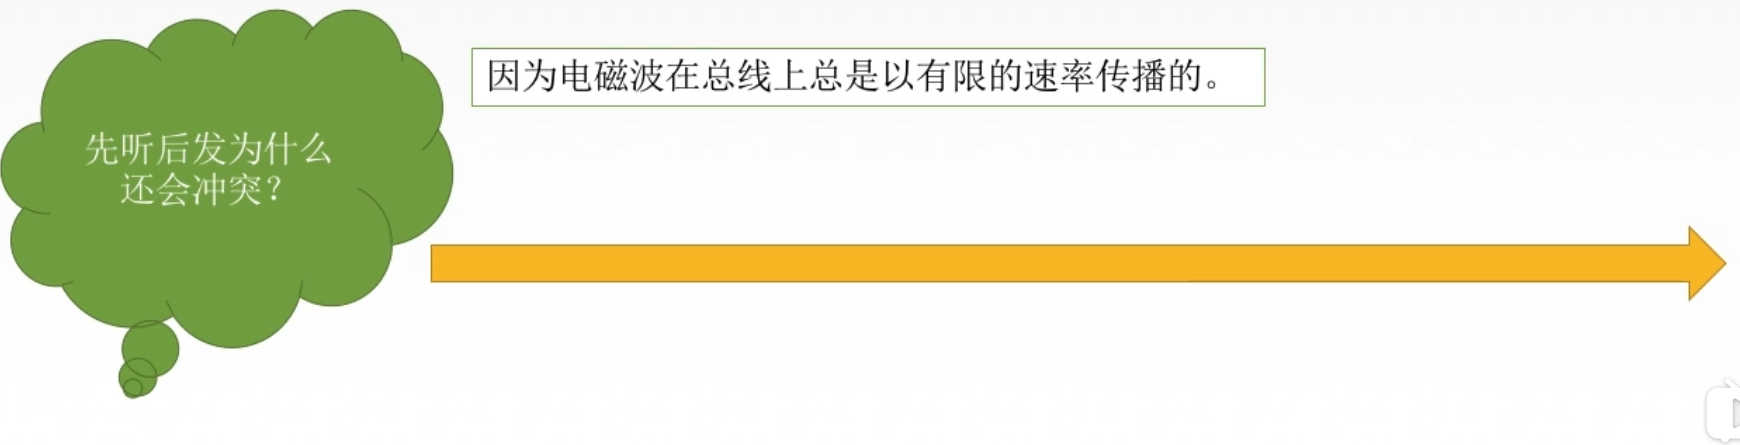 因为电磁波在总线上总是以有限的速率传播的。
先听后发为什么
还会冲突？